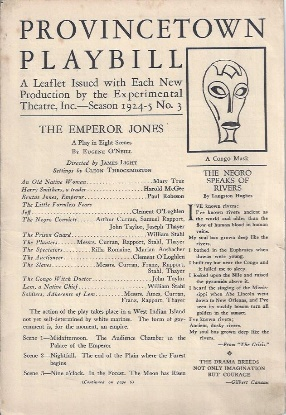 PROVINCETOWN
PLAYBILL
A Leaflet Issued with Each New
Production by the Experimental
Theatre, Inc.—Season 1924-5 No. 3
THE EMPEROR JONES
A Play in Eight Scenes
By EUGENE O'NEILL
Directed by JAMES LIGHT
Settings by CLEON THROCKMORTON
An Old Native Woman Mary True
Harry Smithers, a trader Harold McGee
Brutus Jones, Emperor Paul Robeson
The Little Formless Fears
Jeff Clement O'Loghlen
The Negro Convicts Arthur Curran, Samuel Rapport,
John Taylor, Joseph Thayer
The Prison Guard William Stahl
The Planters Messrs. Curran, Rapport, Stahl, Thayer
The Spectators
The Auctioneer Clement O'Loghlen
The Slaves Messrs. Curran, Franz, Rapport,
Stahl, Thayer
The Congo Witch Doctor John Taylor
Lem, a Native Chief William Stahl
Soldiers, Adherents of Lem Messrs. Curran,
Franz, Rapport, Thayer
The action of the play takes place in a West Indian Island
not yet self-determined by white marines. The form of gov-
ernment is, for the moment, an empire.
Scene 1—Midafternoon. The Audience Chamber in the
Palace of the Emperor.
Scene 2—Nightfall. The end of the Plain where the Forest
begins.
Scene 3—Nine o'clock. In the Forest. The Moon has Risen
(Continued on page 6)
A Congo Mask
THE NEGRO
SPEAKS OF
RIVERS
By Langston Hughes
I'VE known rivers:
I've known rivers ancient as
the world and older than the
flow of human blood in human
veins.
My soul has grown deep like the
rivers.
I bathed in the Euphrates when
dawns were young.
I built my hut near the Congo and
it lulled me to sleep.
I looked upon the Nile and raised
the pyramids above it.
I heard the singing of the Missis-
sippi when Abe Lincoln went
down to New Orleans, and I've
seen its muddy bosom turn all
golden in the sunset.
I've known rivers;
Ancient, dusky rivers.
My soul has grown deep like the
rivers.
—From "The Crisis."
THE DRAMA BREEDS
NOT ONLY IMAGINATION
BUT COURAGE
—Gilbert Cannan